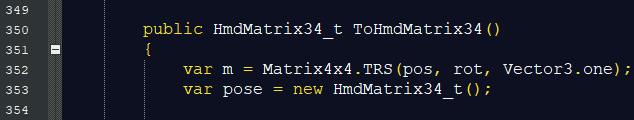 349
350 public HmdMatrix34_t ToHmdMatrix34()
351 {
352 var m = Matrix4x4.TRS(pos, rot, Vector3.one);
353 var pose = new HmdMatrix34_t();
354